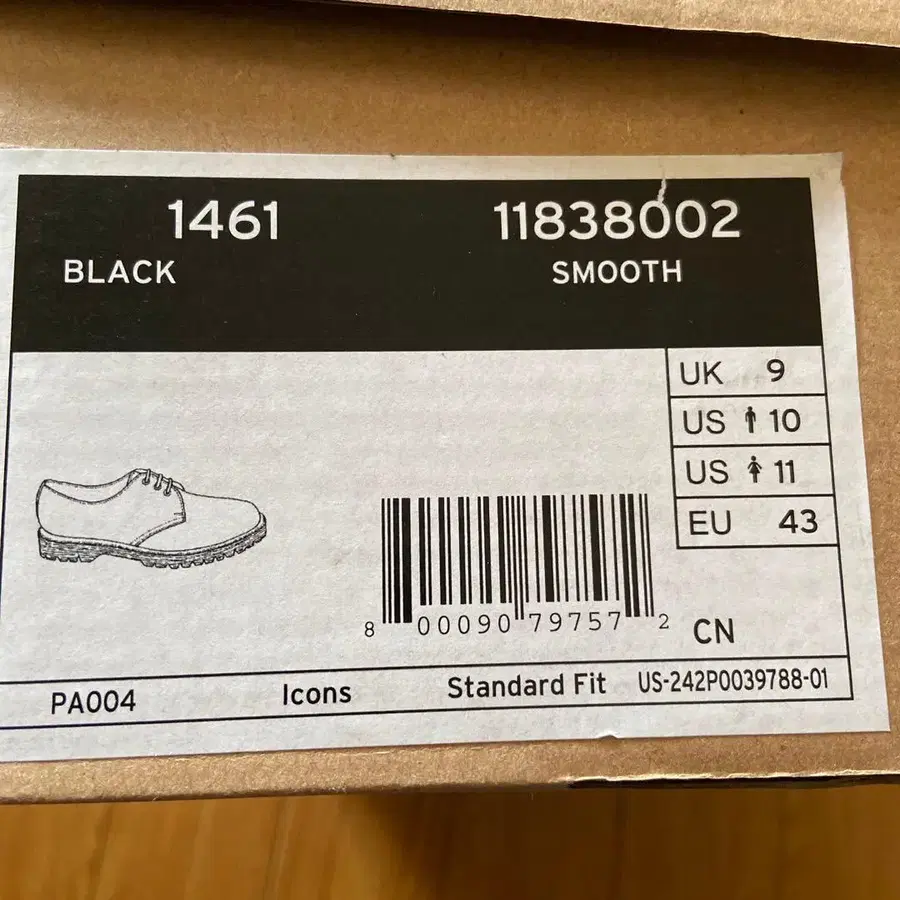 1461 11838002
BLACK SMOOTH
UK 9
US 10
US 11
EU 43
8 00090 79757 2
CN
PA004 Icons Standard Fit US-242P0039788-01